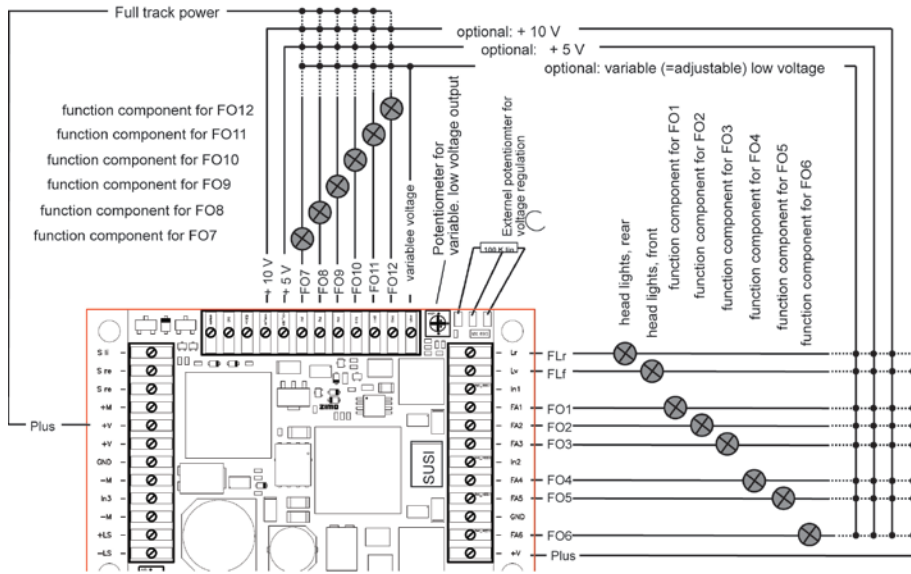 Full track power
optional: + 10 V
optional: + 5 V
optional: variable (=adjustable) low voltage
function component for FO12
function component for FO11
function component for FO10
function component for FO9
function component for FO8
function component for FO7
+ 10 V
+ 5 V
FO7
FO8
FO9
FO10
FO11
FO12
variablee voltage
Potentiometer for
variable. low voltage output
Externel potentiomter for
voltage regulation
100 K lin
head lights, rear
head lights, front
function component for FO1
function component for FO2
function component for FO3
function component for FO4
function component for FO5
function component for FO6
Plus
S li
S re
S re
+M
+V
+V
GND
-M
In3
-M
+LS
-LS
zimo
SUSI
Lr
Lv
In1
FA1
FA2
FA3
In2
FA4
FA5
GND
FA6
+V
FLr
FLf
FO1
FO2
FO3
FO4
FO5
FO6
Plus